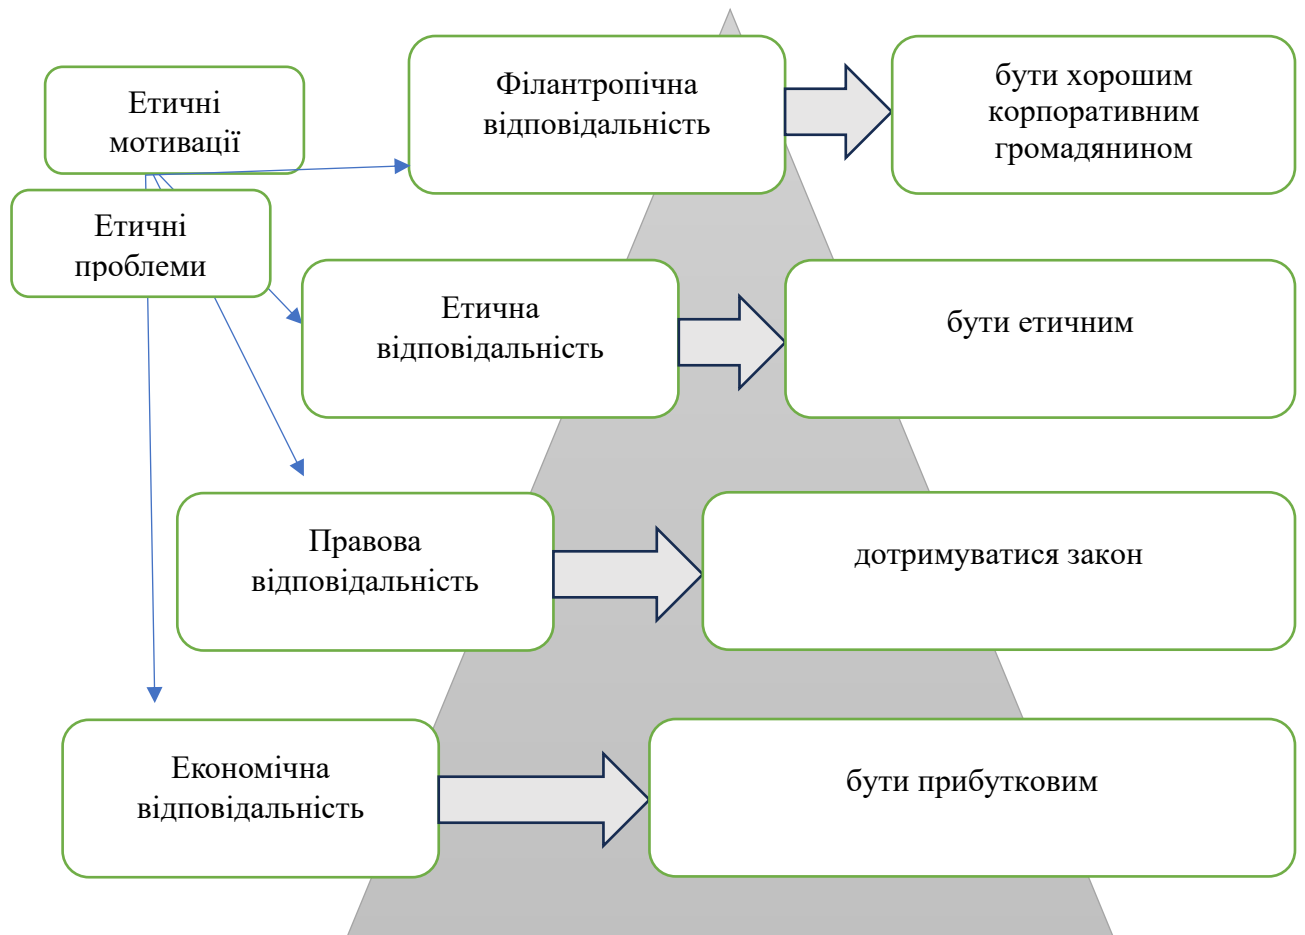 Етичні
мотивації
Етичні
проблеми
Філантропічна
відповідальність
бути хорошим
корпоративним
громадянином
Етична
відповідальність
бути етичним
Правова
відповідальність
дотримуватися закон
Економічна
відповідальність
бути прибутковим